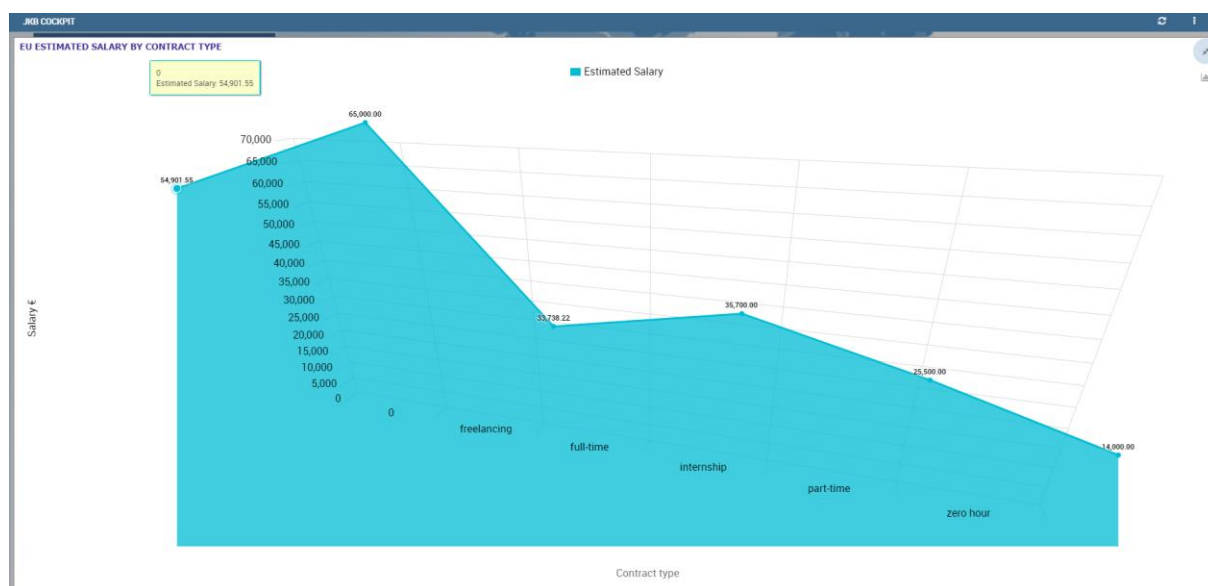 JKB COCKPIT
EU ESTIMATED SALARY BY CONTRACT TYPE
0
Estimated Salary: 54,901.55
Estimated Salary
65,000.00
54,901.55
33,738.22
35,700.00
25,500.00
14,000.00
70,000
65,000
60,000
55,000
50,000
45,000
40,000
35,000
30,000
25,000
20,000
15,000
10,000
5,000
0
Salary €
0
freelancing
full-time
internship
part-time
zero hour
Contract type